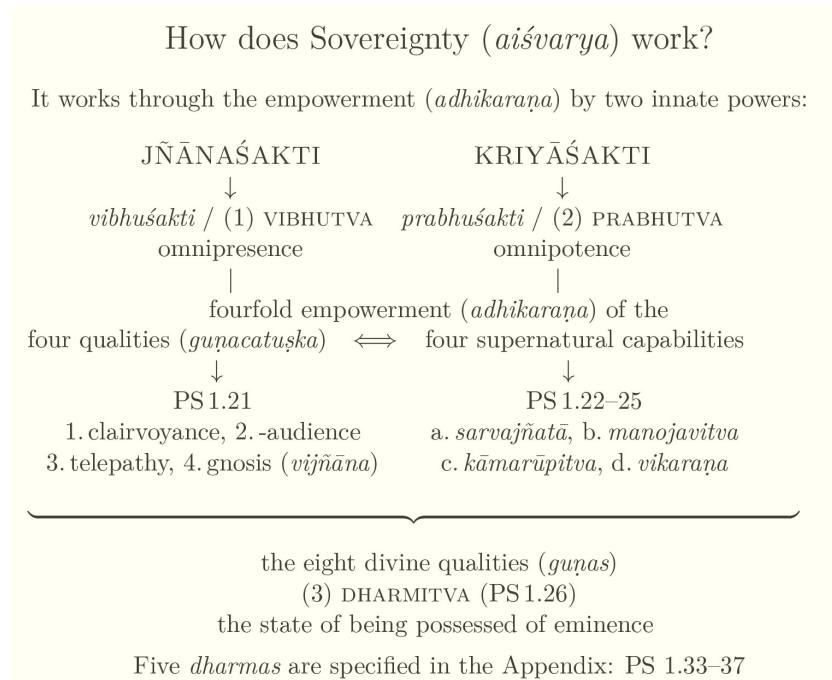 How does Sovereignty (aiśvarya) work?
It works through the empowerment (adhikaraṇa) by two innate powers:
JÑĀNAŚAKTI KRIYĀŚAKTI
↓ ↓
vibhuśakti / (1) VIBHUTVA prabhuśakti / (2) PRABHUTVA
omnipresence omnipotence
| |
fourfold empowerment (adhikaraṇa) of the
four qualities (guṇacatuṣka) ⟺ four supernatural capabilities
↓ ↓
PS 1.21 PS 1.22–25
1. clairvoyance, 2. -audience a. sarvajñatā, b. manojavitva
3. telepathy, 4. gnosis (vijñāna) c. kāmarūpitva, d. vikaraṇa
the eight divine qualities (guṇas)
(3) DHARMITVA (PS 1.26)
the state of being possessed of eminence
Five dharmas are specified in the Appendix: PS 1.33–37